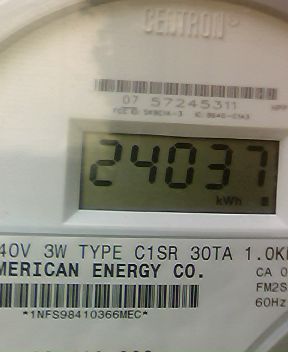 CENTRON®
07 57245311
24037
kWh
40V 3W TYPE C1SR 30TA 1.0K
MERICAN ENERGY CO.
CA 0
FM2S
60Hz
*1NFS98410366MEC*